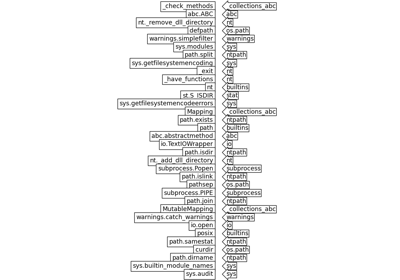 _check_methods _collections_abc
abc.ABC abc
nt._remove_dll_directory nt
defpath os.path
warnings.simplefilter warnings
sys.modules sys
path.split ntpath
sys.getfilesystemencoding sys
_exit nt
_have_functions nt
nt builtins
st.S_ISDIR stat
sys.getfilesystemencodeerrors sys
Mapping _collections_abc
path.exists ntpath
path builtins
abc.abstractmethod abc
io.TextIOWrapper io
path.isdir ntpath
nt._add_dll_directory nt
subprocess.Popen subprocess
path.islink ntpath
pathsep os.path
subprocess.PIPE subprocess
path.join ntpath
MutableMapping _collections_abc
warnings.catch_warnings warnings
io.open io
posix builtins
path.samestat ntpath
curdir os.path
path.dirname ntpath
sys.builtin_module_names sys
sys.audit sys